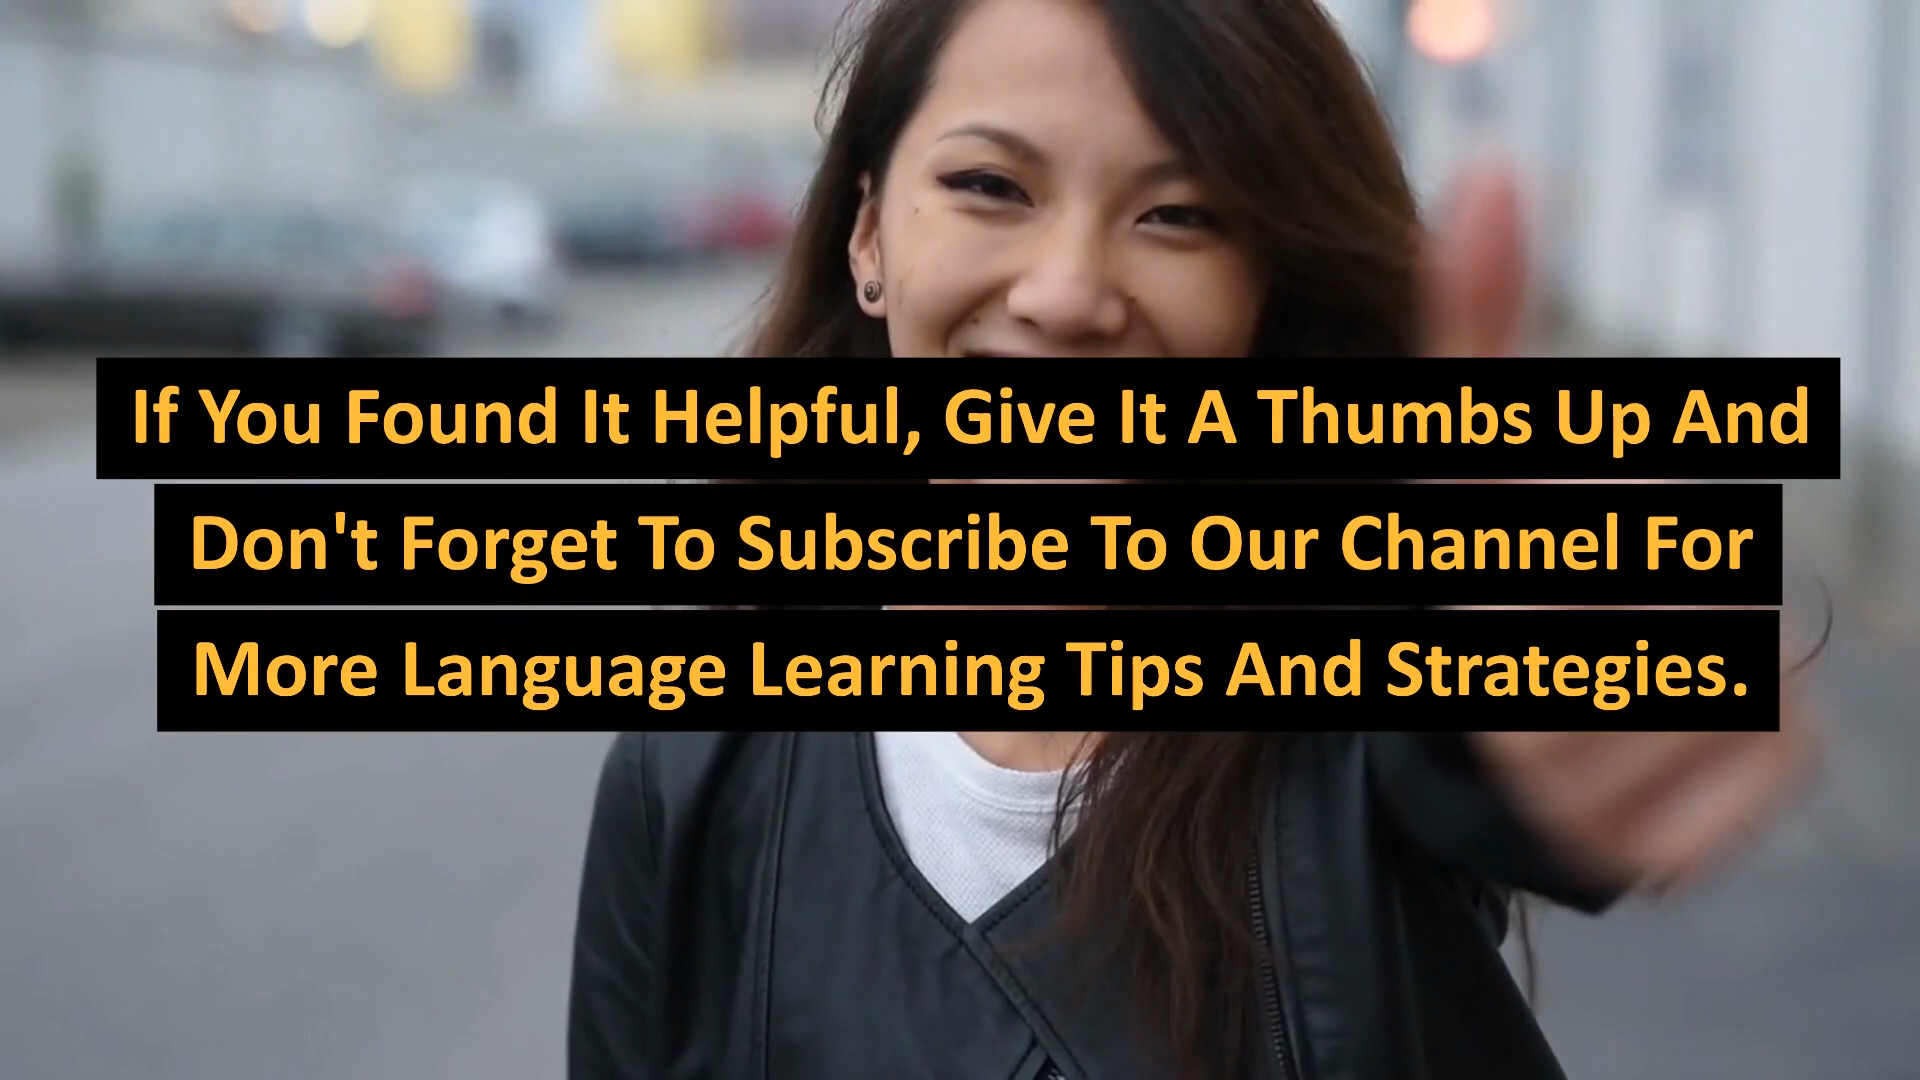 If You Found It Helpful, Give It A Thumbs Up And
Don't Forget To Subscribe To Our Channel For
More Language Learning Tips And Strategies.